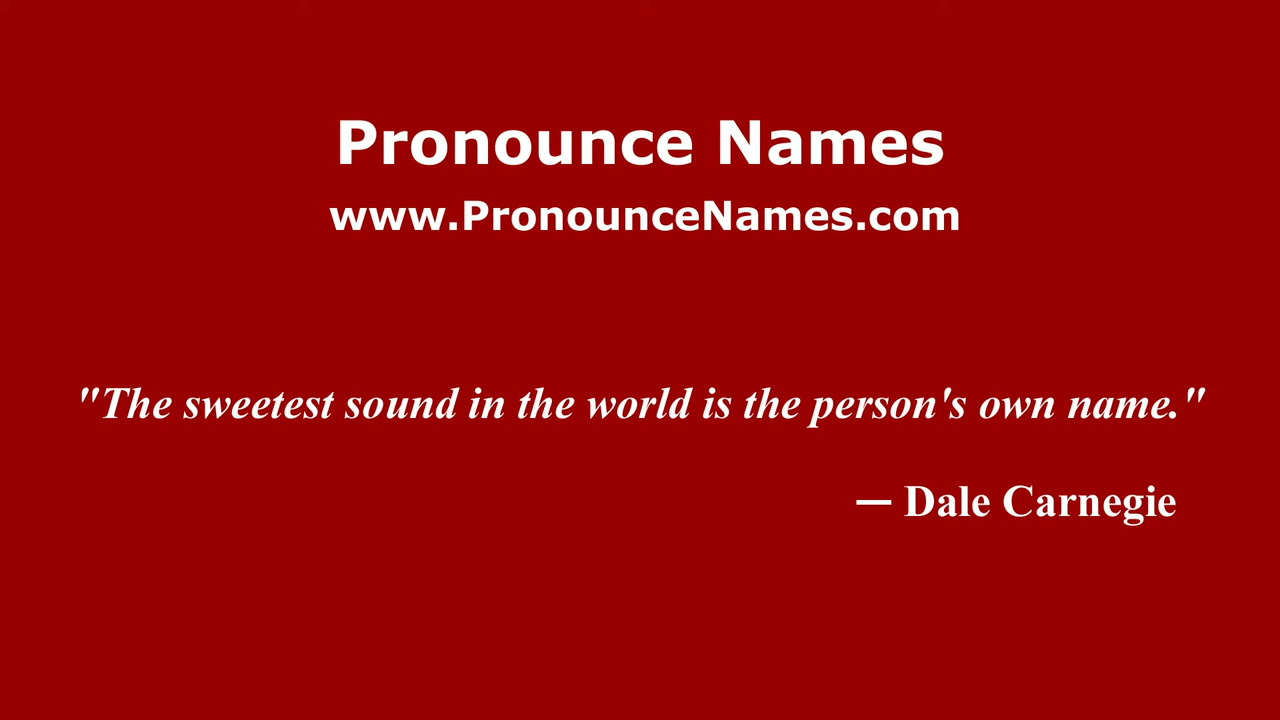 Pronounce Names
www.PronounceNames.com
"The sweetest sound in the world is the person's own name."
— Dale Carnegie